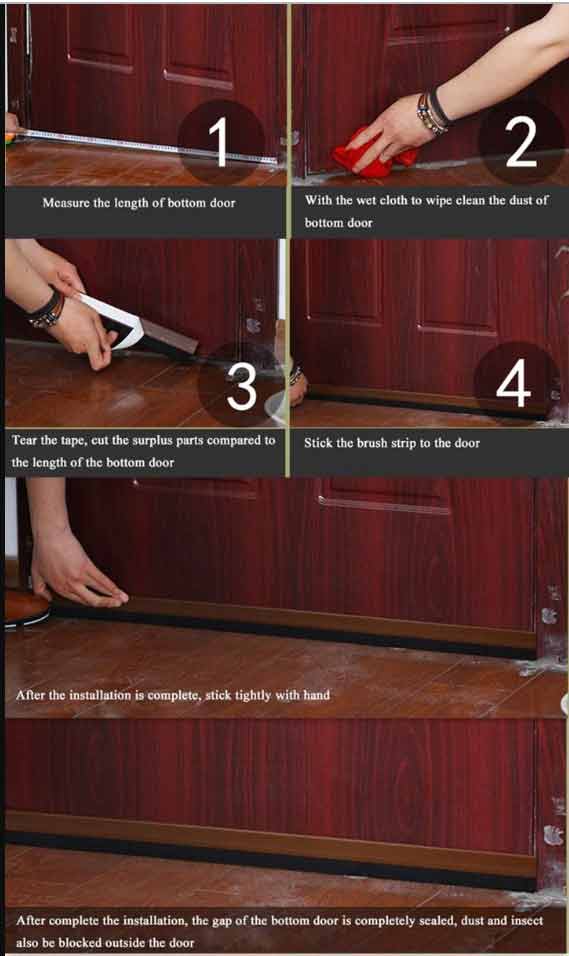 1
Measure the length of bottom door
2
With the wet cloth to wipe clean the dust of
bottom door
3
Tear the tape, cut the surplus parts compared to
the length of the bottom door
4
Stick the brush strip to the door
After the installation is complete, stick tightly with hand
After complete the installation, the gap of the bottom door is completely sealed, dust and insect
also be blocked outside the door